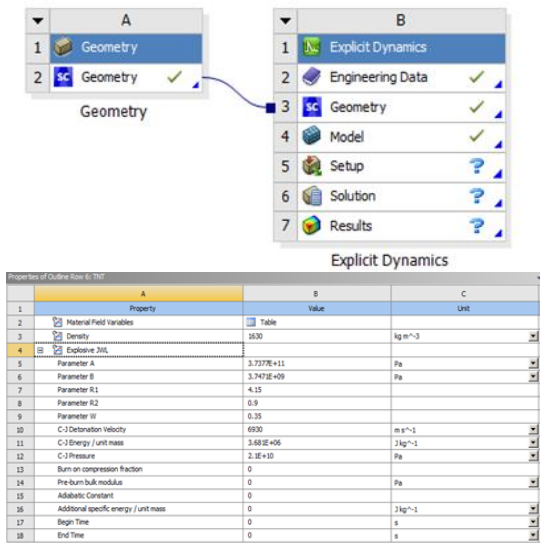 A
1 Geometry
2 SC Geometry
Geometry
B
1 Explicit Dynamics
2 Engineering Data
3 SC Geometry
4 Model
5 Setup ?
6 Solution ?
7 Results ?
Explicit Dynamics
Properties of Outline Row 6: TNT
A B C
1 Property Value Unit
2 Material Field Variables Table
3 Density 1630 kg m^-3
4 Explosive JWL
5 Parameter A 3.7377E+11 Pa
6 Parameter B 3.7471E+09 Pa
7 Parameter R1 4.15
8 Parameter R2 0.9
9 Parameter W 0.35
10 C-J Detonation Velocity 6930 m s^-1
11 C-J Energy / unit mass 3.681E+06 J kg^-1
12 C-J Pressure 2.1E+10 Pa
13 Burn on compression fraction 0
14 Pre-burn bulk modulus 0 Pa
15 Adiabatic Constant 0
16 Additional specific energy / unit mass 0 J kg^-1
17 Begin Time 0 s
18 End Time 0 s